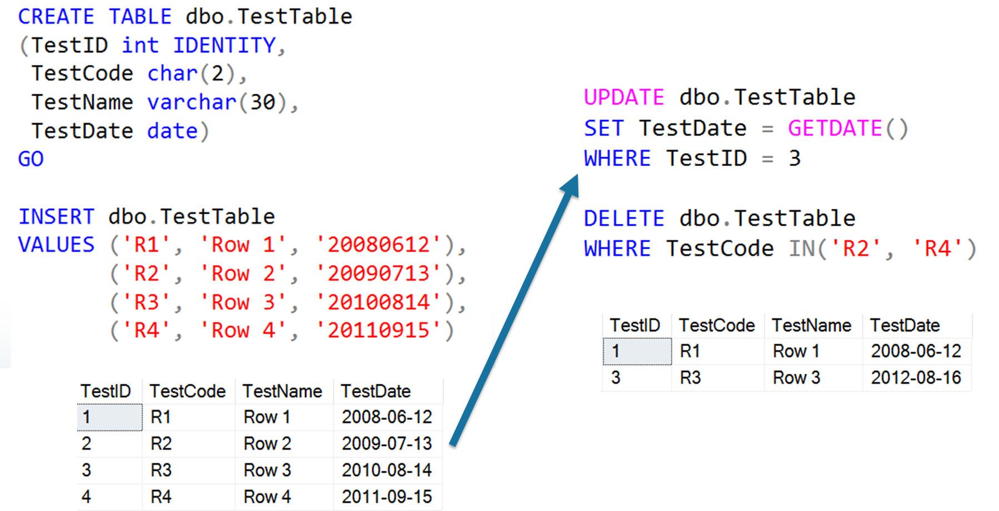 CREATE TABLE dbo.TestTable
(TestID int IDENTITY,
TestCode char(2),
TestName varchar(30),
TestDate date)
GO
INSERT dbo.TestTable
VALUES ('R1', 'Row 1', '20080612'),
('R2', 'Row 2', '20090713'),
('R3', 'Row 3', '20100814'),
('R4', 'Row 4', '20110915')
TestID TestCode TestName TestDate
1 R1 Row 1 2008-06-12
2 R2 Row 2 2009-07-13
3 R3 Row 3 2010-08-14
4 R4 Row 4 2011-09-15
UPDATE dbo.TestTable
SET TestDate = GETDATE()
WHERE TestID = 3
DELETE dbo.TestTable
WHERE TestCode IN('R2', 'R4')
TestID TestCode TestName TestDate
1 R1 Row 1 2008-06-12
3 R3 Row 3 2012-08-16